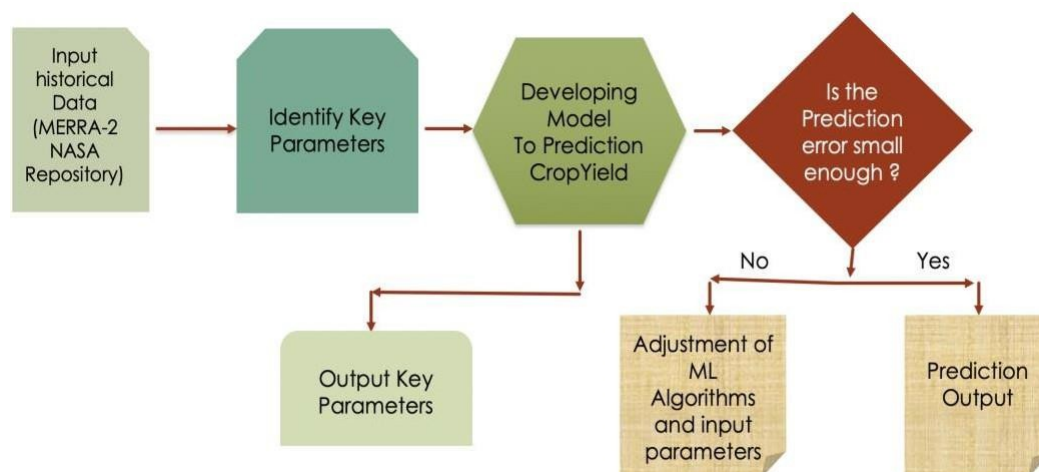 Input
historical
Data
(MERRA-2
NASA
Repository)
Identify Key
Parameters
Developing
Model
To Prediction
CropYield
Is the
Prediction
error small
enough ?
No
Yes
Output Key
Parameters
Adjustment of
ML
Algorithms
and input
parameters
Prediction
Output